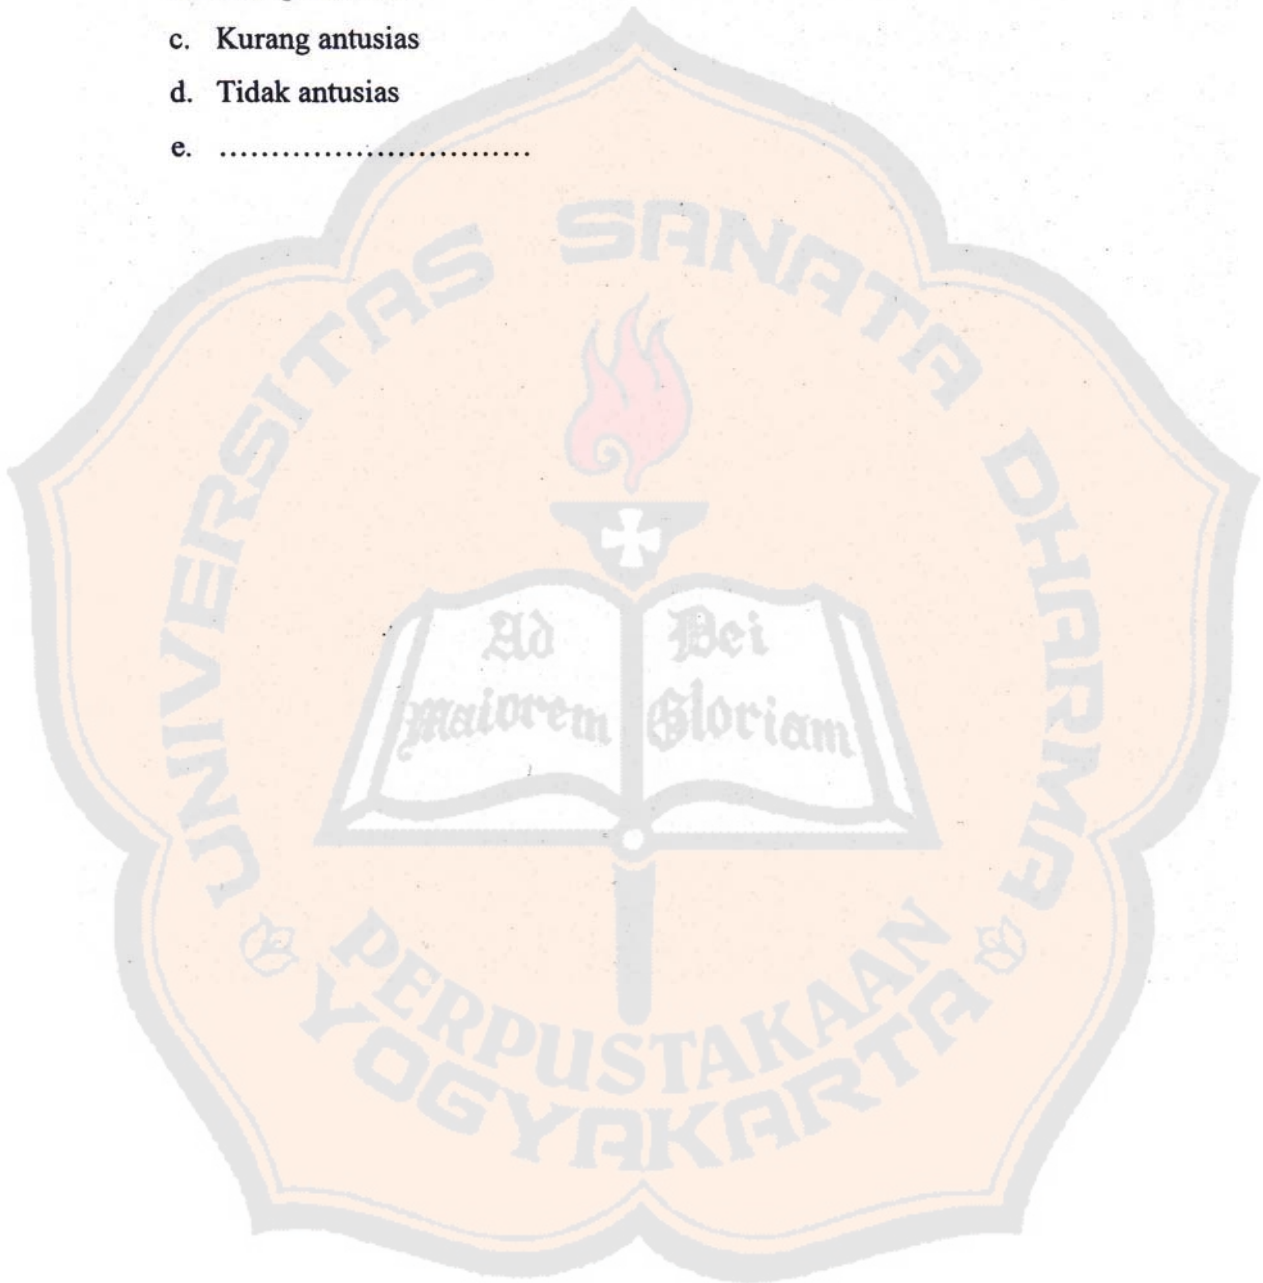 c. Kurang antusias
d. Tidak antusias
e. ..............................
UNIVERSITAS SANATA DHARMA
Ad Dei
maiorem Gloriam
PERPUSTAKAAN
YOGYAKARTA